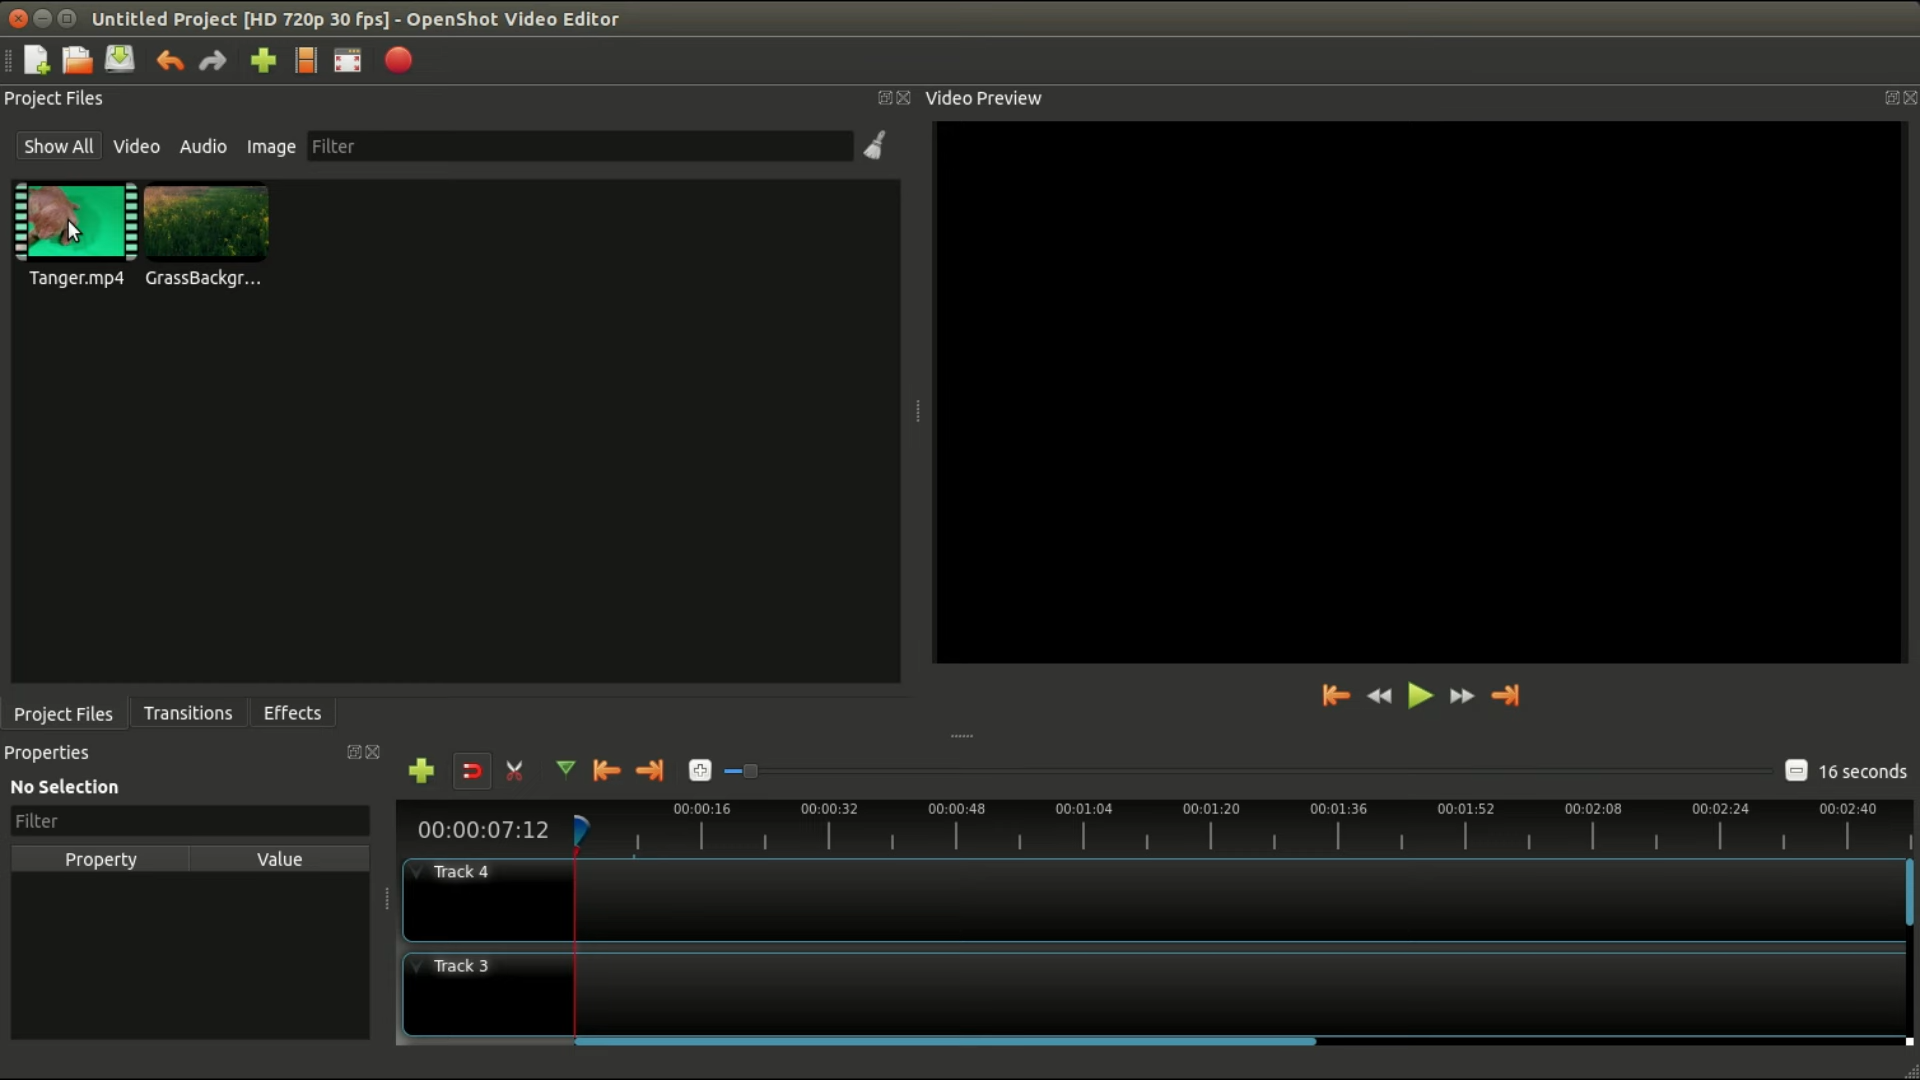 Untitled Project [HD 720p 30 fps] - OpenShot Video Editor
Project Files
Video Preview
Show All Video Audio Image Filter
Tanger.mp4 GrassBackgr...
Project Files Transitions Effects
Properties
No Selection
Filter
Property Value
16 seconds
00:00:07:12
00:00:16 00:00:32 00:00:48 00:01:04 00:01:20 00:01:36 00:01:52 00:02:08 00:02:24 00:02:40
Track 4
Track 3